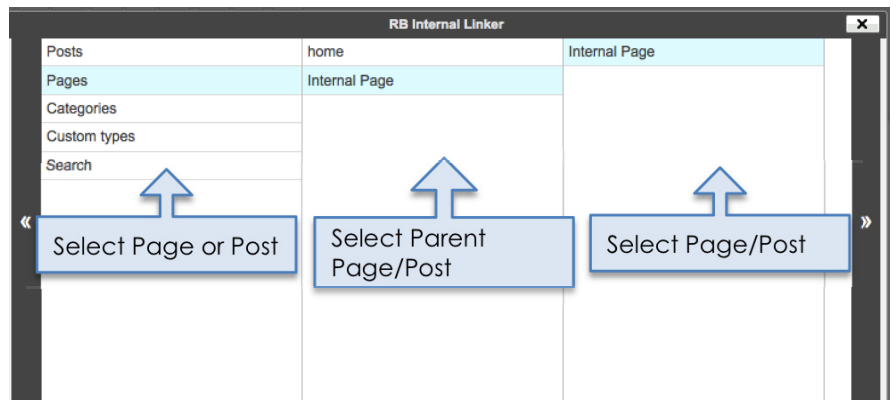 RB Internal Linker
X
Posts
Pages
Categories
Custom types
Search
home
Internal Page
Internal Page
«
»
Select Page or Post
Select Parent
Page/Post
Select Page/Post